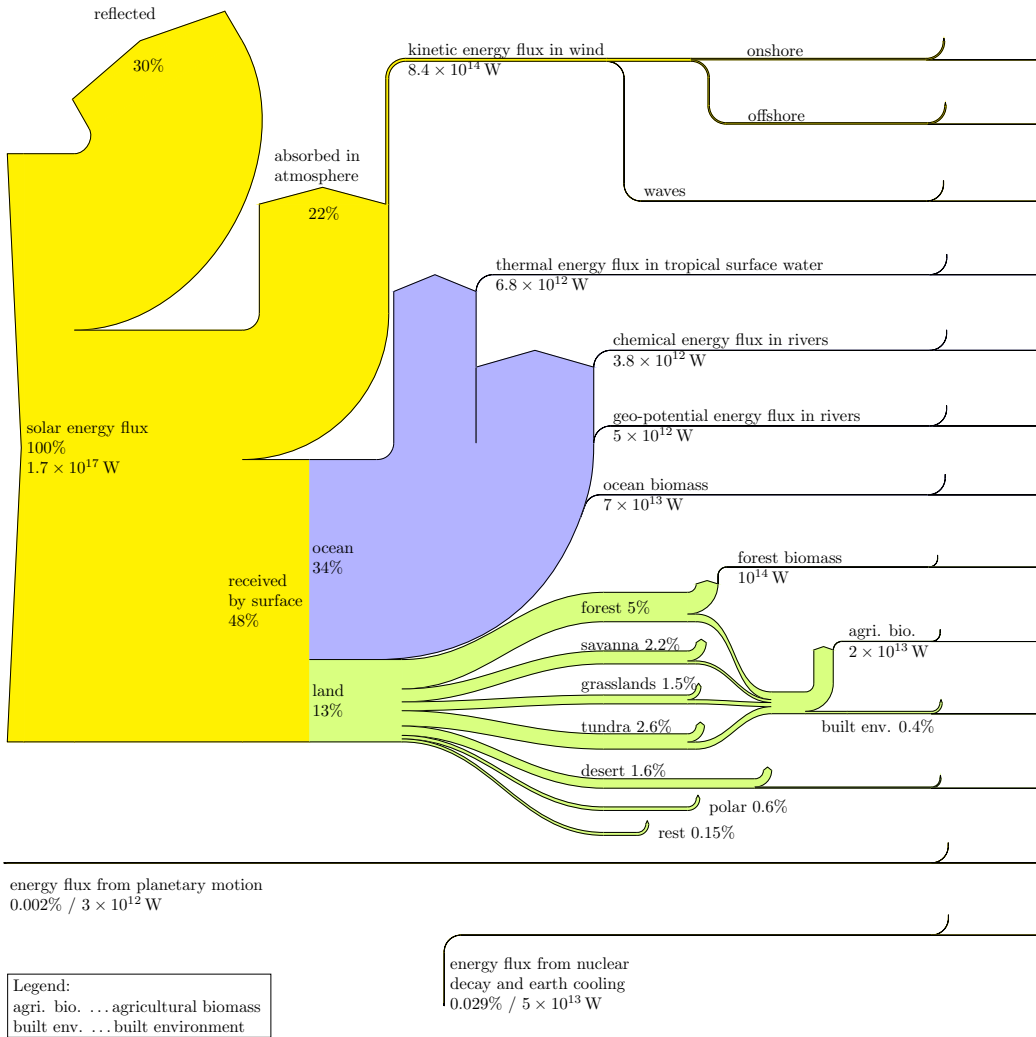 reflected
30%
kinetic energy flux in wind
8.4 × 10¹⁴ W
onshore
offshore
absorbed in
atmosphere
22%
waves
thermal energy flux in tropical surface water
6.8 × 10¹² W
chemical energy flux in rivers
3.8 × 10¹² W
geo-potential energy flux in rivers
5 × 10¹² W
solar energy flux
100%
1.7 × 10¹⁷ W
ocean biomass
7 × 10¹³ W
ocean
34%
received
by surface
48%
forest biomass
10¹⁴ W
forest 5%
agri. bio.
2 × 10¹³ W
savanna 2.2%
land
13%
grasslands 1.5%
tundra 2.6%
built env. 0.4%
desert 1.6%
polar 0.6%
rest 0.15%
energy flux from planetary motion
0.002% / 3 × 10¹² W
energy flux from nuclear
decay and earth cooling
0.029% / 5 × 10¹³ W
Legend:
agri. bio. ...agricultural biomass
built env. ...built environment